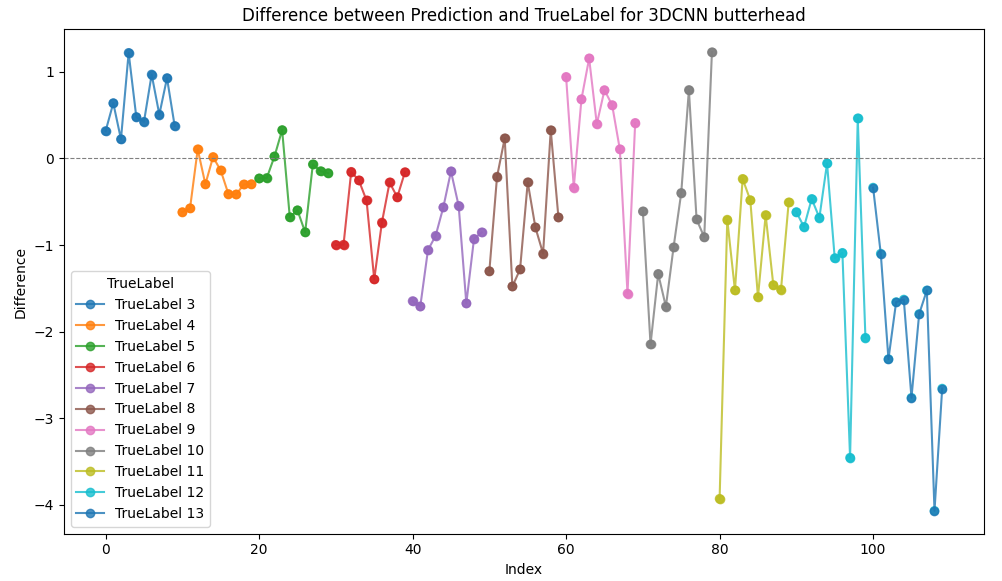 Difference between Prediction and TrueLabel for 3DCNN butterhead
Difference
1
0
−1
−2
−3
−4
TrueLabel
TrueLabel 3
TrueLabel 4
TrueLabel 5
TrueLabel 6
TrueLabel 7
TrueLabel 8
TrueLabel 9
TrueLabel 10
TrueLabel 11
TrueLabel 12
TrueLabel 13
0 20 40 60 80 100
Index